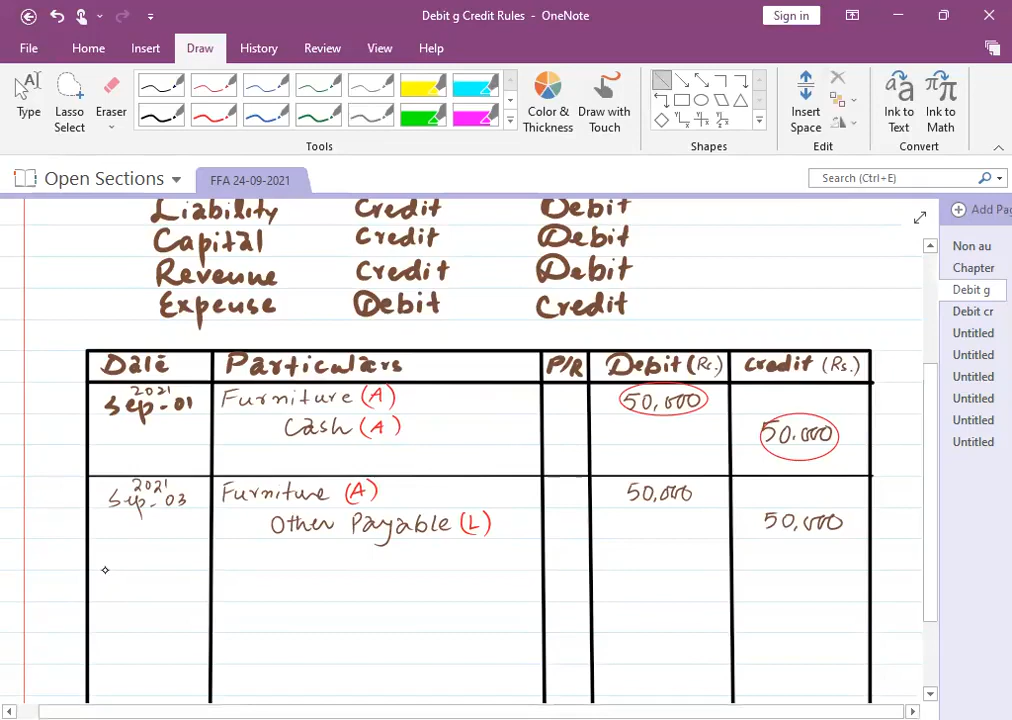 Debit g Credit Rules - OneNote
Sign in
File Home Insert Draw History Review View Help
Type
Lasso Select
Eraser
Color & Thickness
Draw with Touch
Insert Space
Ink to Text
Ink to Math
Tools Shapes Edit Convert
Open Sections FFA 24-09-2021 Search (Ctrl+E)
Add Pag
Non au
Chapter
Debit g
Debit cr
Untitled
Untitled
Untitled
Untitled
Untitled
Untitled
Liability Credit Debit
Capital Credit Debit
Revenue Credit Debit
Expense Debit Credit
Date Particulars P/R Debit (Rs.) Credit (Rs.)
2021
Sep-01 Furniture (A) 50,000
Cash (A) 50,000
2021
Sep-03 Furniture (A) 50,000
Other Payable (L) 50,000